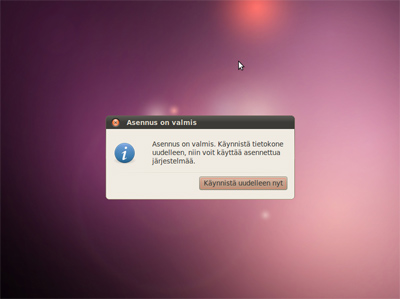 Asennus on valmis
Asennus on valmis. Käynnistä tietokone
uudelleen, niin voit käyttää asennettua
järjestelmää.
Käynnistä uudelleen nyt